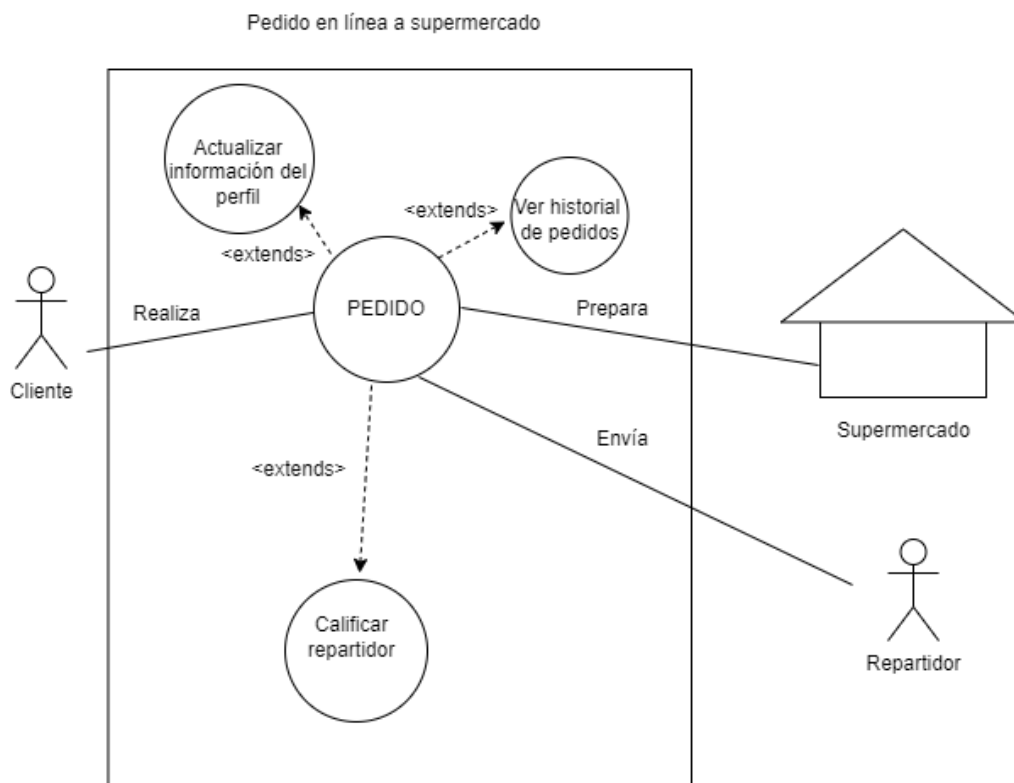 Pedido en línea a supermercado
Actualizar
información del
perfil
<extends>
Ver historial
de pedidos
<extends>
Realiza
PEDIDO
Prepara
Cliente
Supermercado
Envía
<extends>
Calificar
repartidor
Repartidor